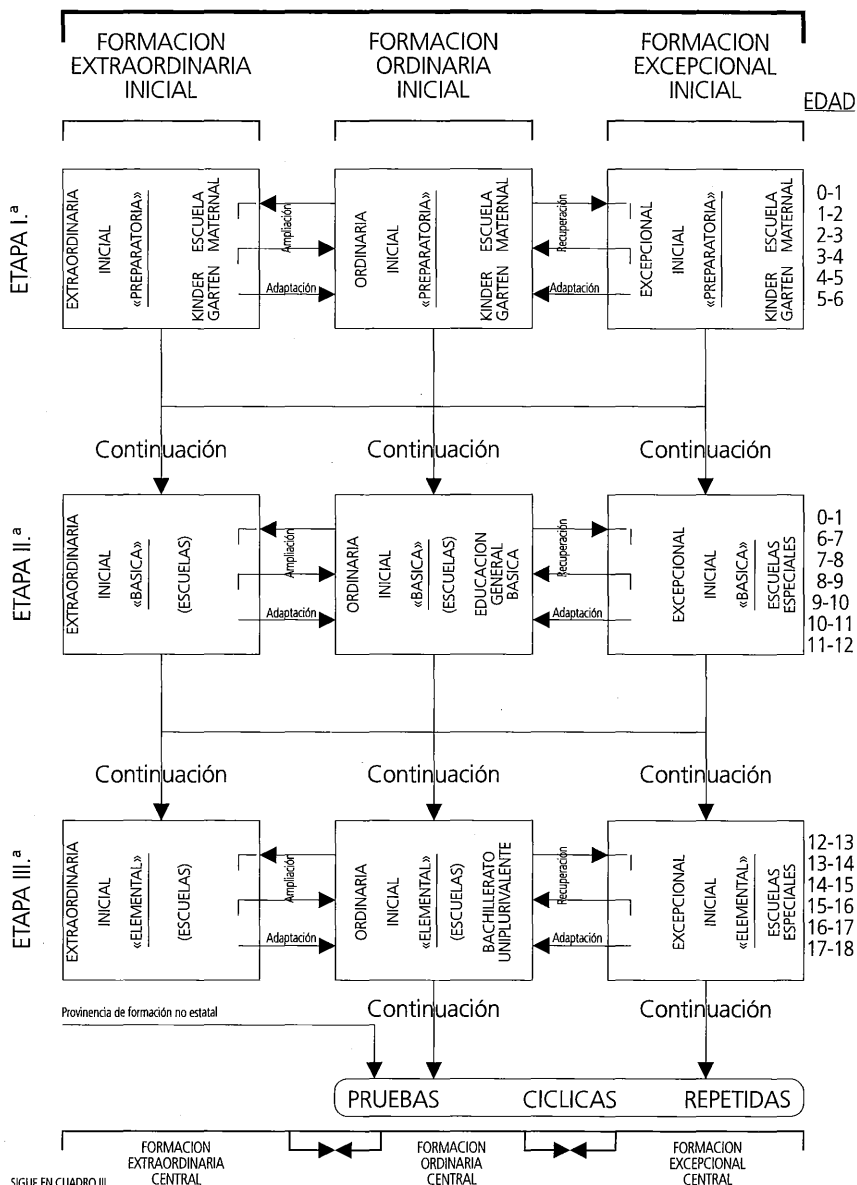 FORMACION
EXTRAORDINARIA
INICIAL
FORMACION
ORDINARIA
INICIAL
FORMACION
EXCEPCIONAL
INICIAL
EDAD
ETAPA I.ª
EXTRAORDINARIA
INICIAL
«PREPARATORIA»
KINDER ESCUELA
GARTEN MATERNAL
Ampliación
Adaptación
ORDINARIA
INICIAL
«PREPARATORIA»
KINDER ESCUELA
GARTEN MATERNAL
Recuperación
Adaptación
EXCEPCIONAL
INICIAL
«PREPARATORIA»
KINDER ESCUELA
GARTEN MATERNAL
0-1
1-2
2-3
3-4
4-5
5-6
Continuación
Continuación
Continuación
ETAPA II.ª
EXTRAORDINARIA
INICIAL
«BASICA»
(ESCUELAS)
Ampliación
Adaptación
ORDINARIA
INICIAL
«BASICA»
(ESCUELAS)
EDUCACION
GENERAL
BASICA
Recuperación
Adaptación
EXCEPCIONAL
INICIAL
«BASICA»
ESCUELAS
ESPECIALES
0-1
6-7
7-8
8-9
9-10
10-11
11-12
Continuación
Continuación
Continuación
ETAPA III.ª
EXTRAORDINARIA
INICIAL
«ELEMENTAL»
(ESCUELAS)
Ampliación
Adaptación
ORDINARIA
INICIAL
«ELEMENTAL»
(ESCUELAS)
BACHILLERATO
UNIPLURIVALENTE
Recuperación
Adaptación
EXCEPCIONAL
INICIAL
«ELEMENTAL»
ESCUELAS
ESPECIALES
12-13
13-14
14-15
15-16
16-17
17-18
Provinencia de formación no estatal
Continuación
Continuación
PRUEBAS CICLICAS REPETIDAS
FORMACION
EXTRAORDINARIA
CENTRAL
FORMACION
ORDINARIA
CENTRAL
FORMACION
EXCEPCIONAL
CENTRAL
SIGUE EN CUADRO III